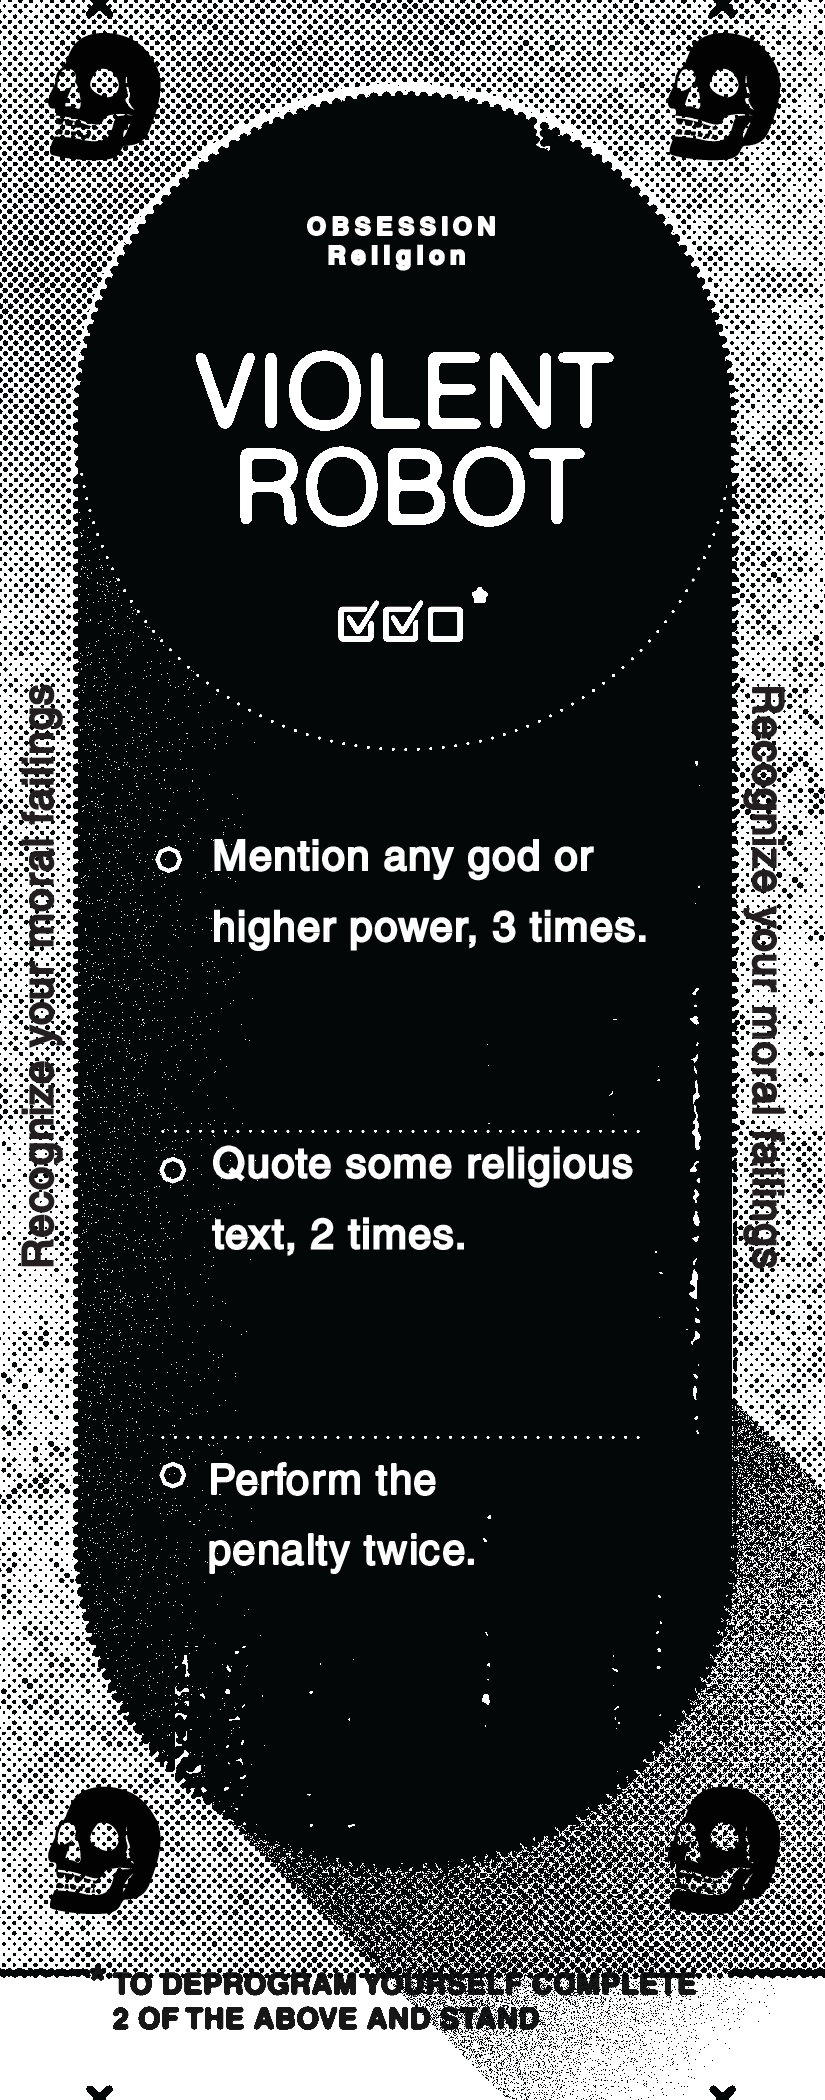 OBSESSION
Religion
VIOLENT
ROBOT
☑☑☐*
Mention any god or
higher power, 3 times.
Quote some religious
text, 2 times.
Perform the
penalty twice.
Recognize your moral failings
Recognize your moral failings
*TO DEPROGRAM YOURSELF COMPLETE
2 OF THE ABOVE AND STAND